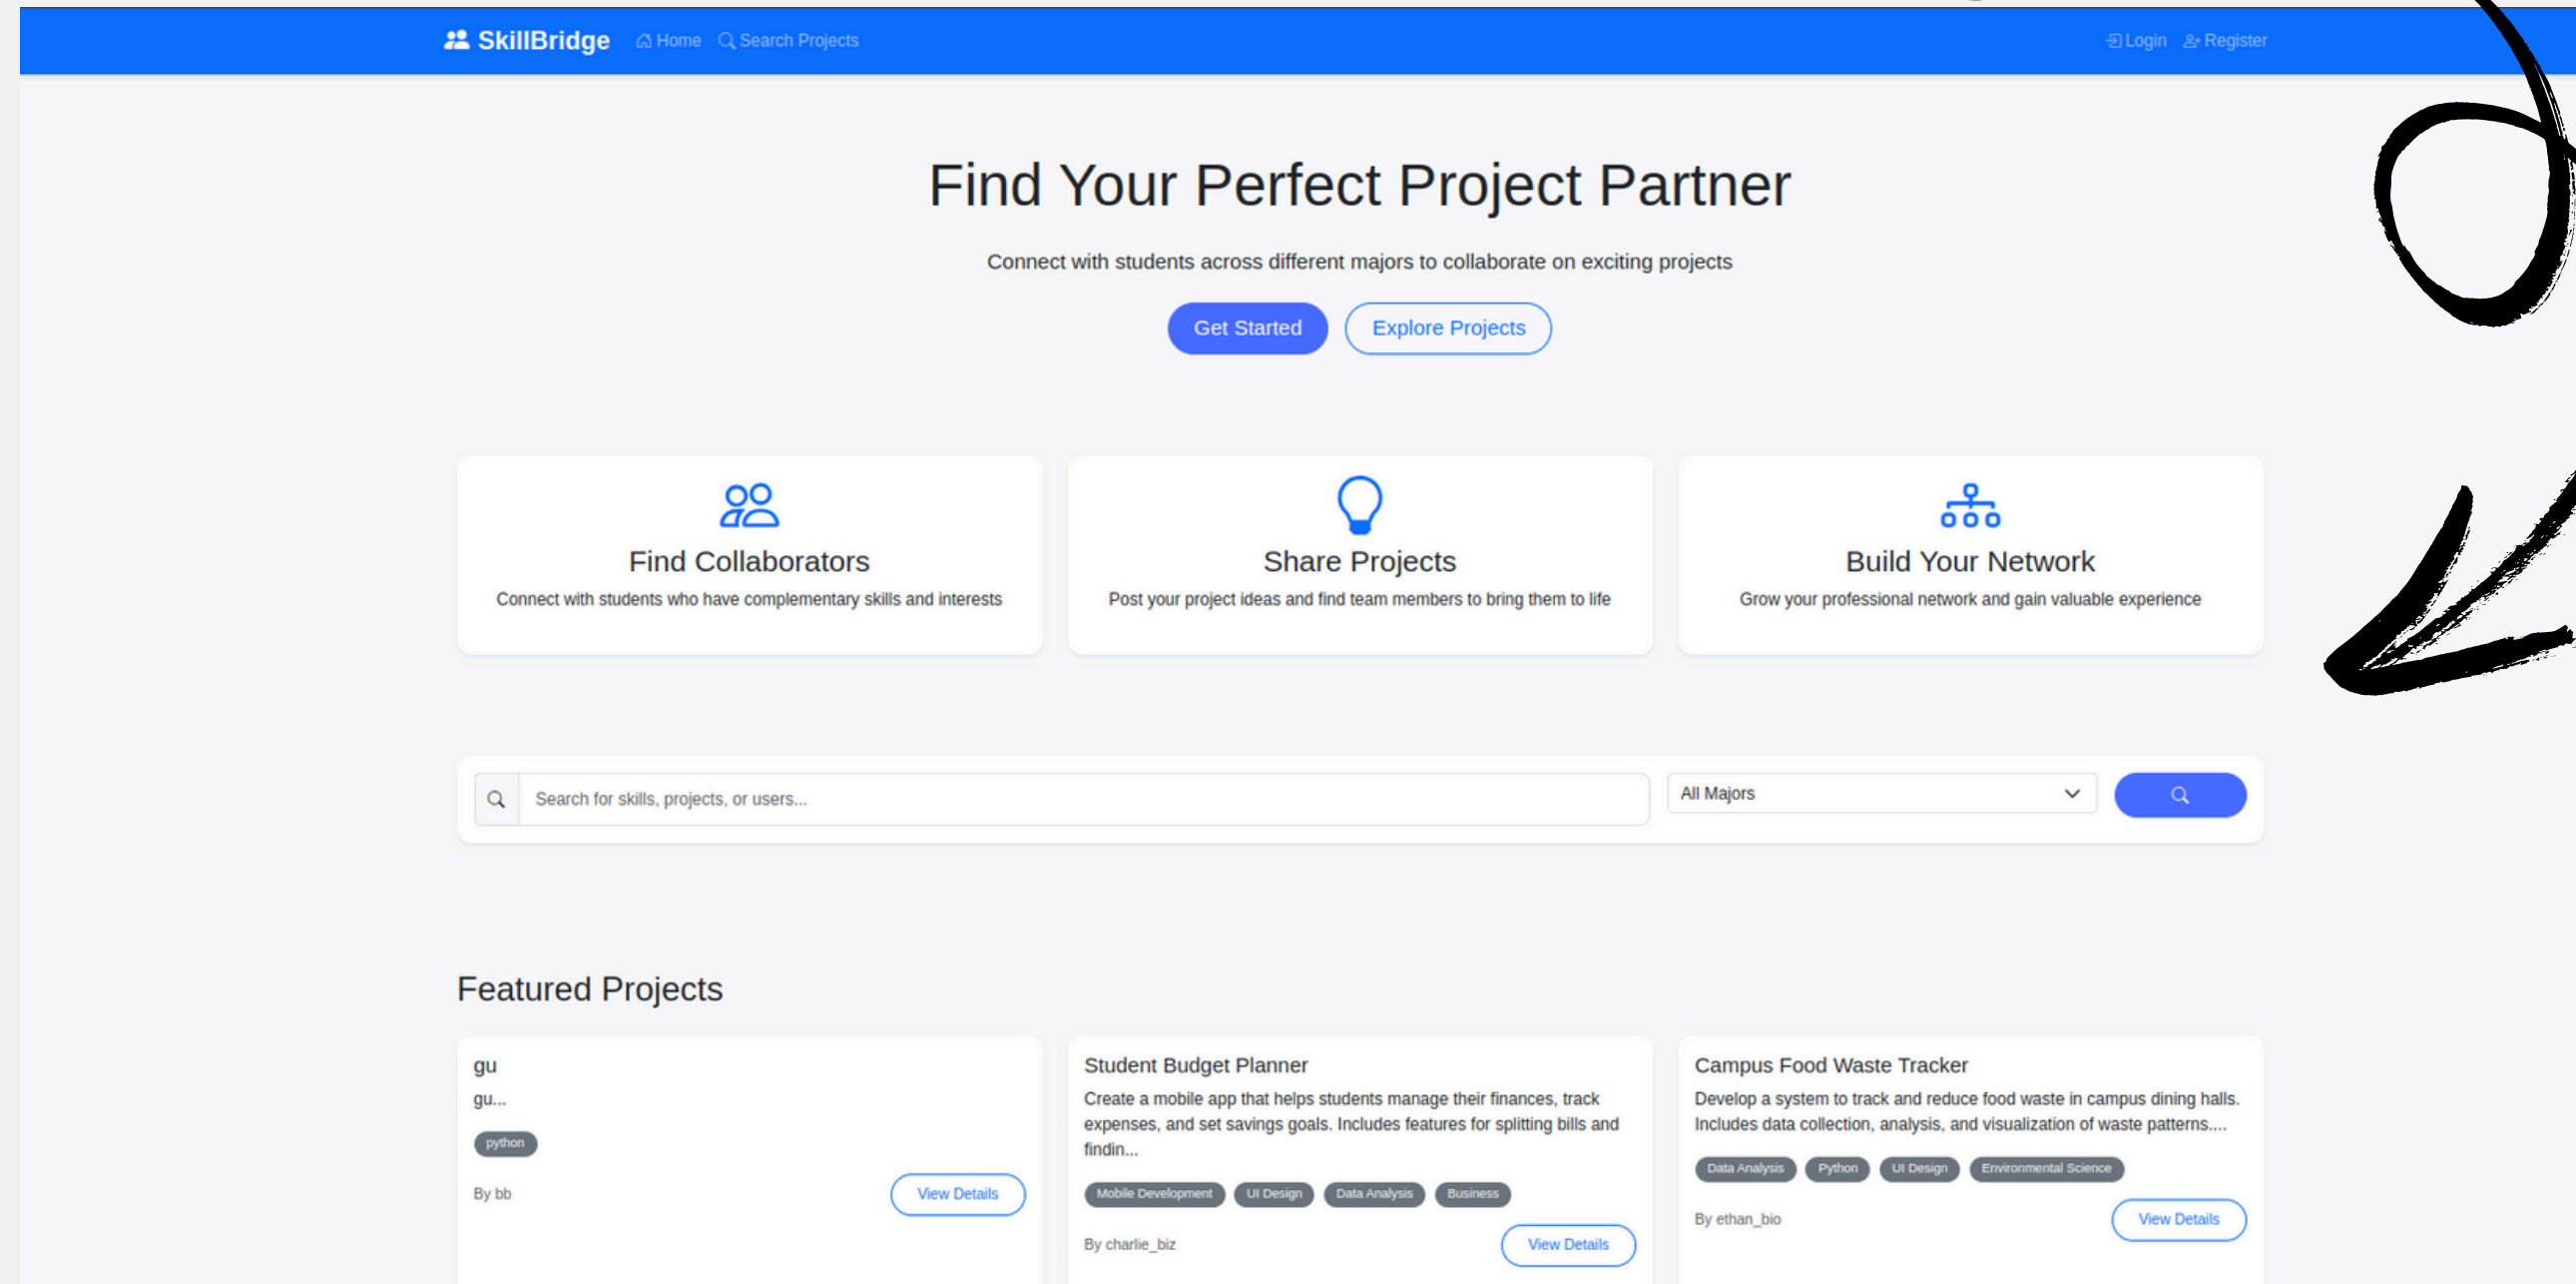 SkillBridge Home Search Projects Login Register
Find Your Perfect Project Partner
Connect with students across different majors to collaborate on exciting projects
Get Started Explore Projects
Find Collaborators
Connect with students who have complementary skills and interests
Share Projects
Post your project ideas and find team members to bring them to life
Build Your Network
Grow your professional network and gain valuable experience
Search for skills, projects, or users... All Majors
Featured Projects
gu
gu...
python
By bb View Details
Student Budget Planner
Create a mobile app that helps students manage their finances, track
expenses, and set savings goals. Includes features for splitting bills and
findin...
Mobile Development UI Design Data Analysis Business
By charlie_biz View Details
Campus Food Waste Tracker
Develop a system to track and reduce food waste in campus dining halls.
Includes data collection, analysis, and visualization of waste patterns....
Data Analysis Python UI Design Environmental Science
By ethan_bio View Details